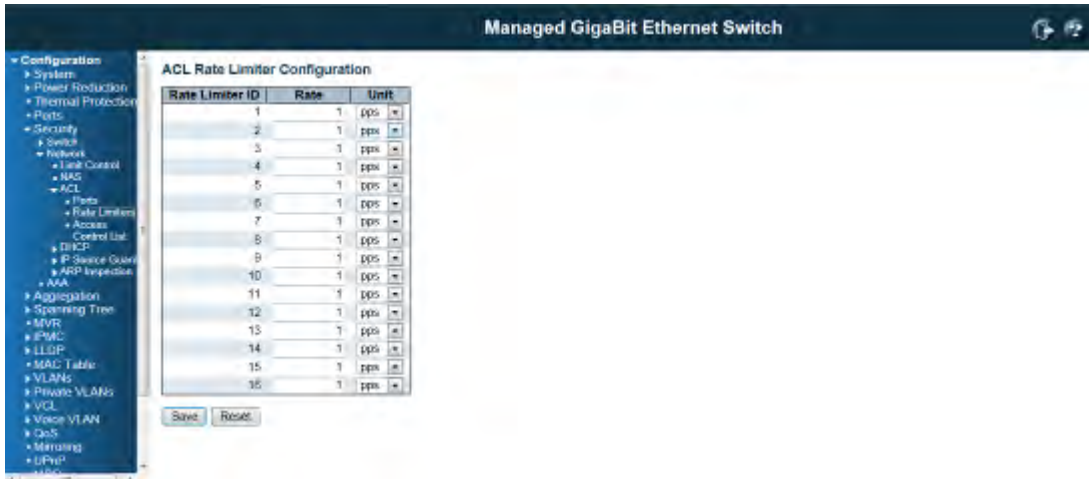 Managed GigaBit Ethernet Switch
Configuration
System
Power Reduction
Thermal Protection
Ports
Security
Switch
Network
Limit Control
NAS
ACL
Ports
Rate Limiters
Access
Control List
DHCP
IP Source Guar
ARP Inspection
AAA
Aggregation
Spanning Tree
MVR
IPMC
LLDP
MAC Table
VLANs
Private VLANs
VCL
Voice VLAN
QoS
Mirroring
UPnP
ACL Rate Limiter Configuration
Rate Limiter ID Rate Unit
1 1 pps
2 1 pps
3 1 pps
4 1 pps
5 1 pps
6 1 pps
7 1 pps
8 1 pps
9 1 pps
10 1 pps
11 1 pps
12 1 pps
13 1 pps
14 1 pps
15 1 pps
16 1 pps
Save Reset